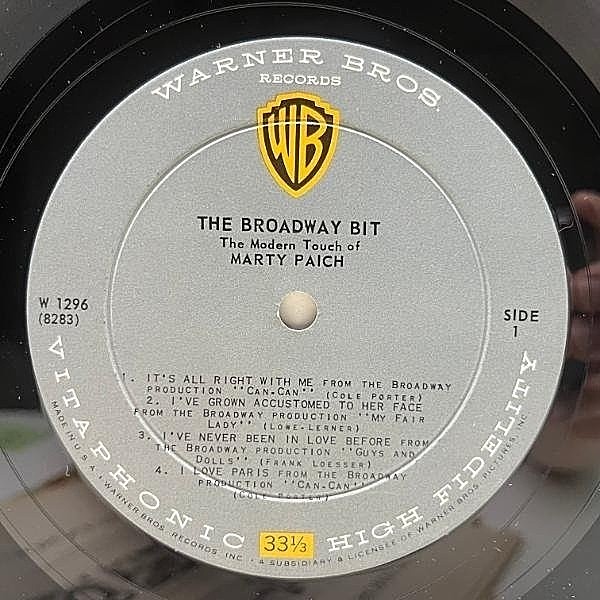 WARNER BROS.
RECORDS
WB
THE BROADWAY BIT
The Modern Touch of
MARTY PAICH
W 1296
(8283)
SIDE
1
1. IT'S ALL RIGHT WITH ME FROM THE BROADWAY
PRODUCTION ''CAN-CAN'' (COLE PORTER)
2. I'VE GROWN ACCUSTOMED TO HER FACE
FROM THE BROADWAY PRODUCTION ''MY FAIR
LADY'' (LOWE-LERNER)
3. I'VE NEVER BEEN IN LOVE BEFORE FROM
THE BROADWAY PRODUCTION ''GUYS AND
DOLLS'' (FRANK LOESSER)
4. I LOVE PARIS FROM THE BROADWAY
PRODUCTION ''CAN-CAN''
(COLE PORTER)
VITAPHONIC HIGH FIDELITY
33⅓
MADE IN U.S.A. • WARNER BROS. RECORDS, INC. • A SUBSIDIARY & LICENSEE OF WARNER BROS. PICTURES, INC.